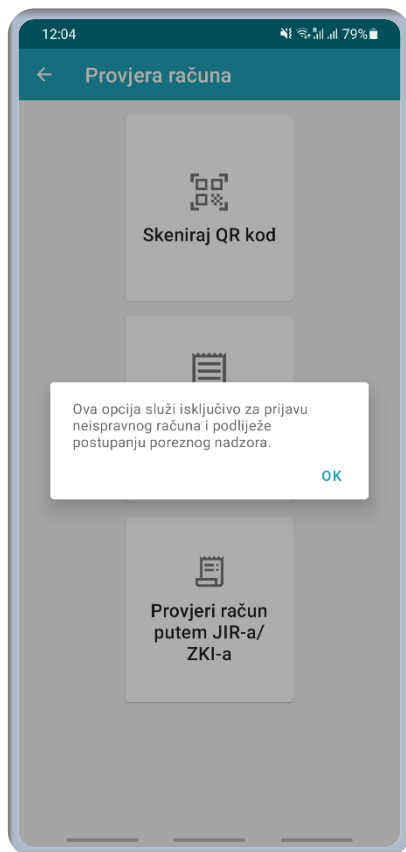 12:04
79%
Provjera računa
Skeniraj QR kod
Ova opcija služi isključivo za prijavu
neispravnog računa i podliježe
postupanju poreznog nadzora.
OK
Provjeri račun
putem JIR-a/
ZKI-a